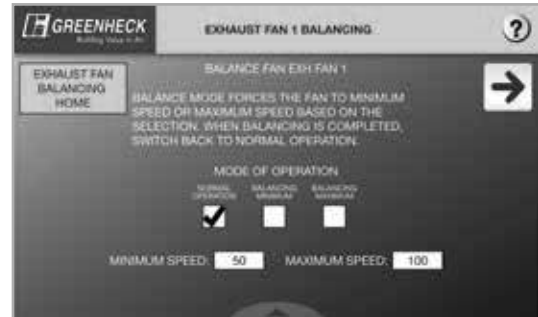 GREENHECK
Building Value in Air.
EXHAUST FAN 1 BALANCING
?
EXHAUST FAN
BALANCING
HOME
BALANCE FAN EXH FAN 1
BALANCE MODE FORCES THE FAN TO MINIMUM
SPEED OR MAXIMUM SPEED BASED ON THE
SELECTION. WHEN BALANCING IS COMPLETED,
SWITCH BACK TO NORMAL OPERATION.
MODE OF OPERATION
NORMAL
OPERATION
BALANCING
MINIMUM
BALANCING
MAXIMUM
MINIMUM SPEED: 50 MAXIMUM SPEED: 100